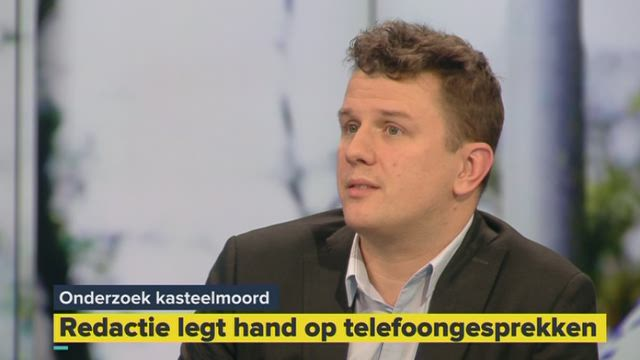 Onderzoek kasteelmoord
Redactie legt hand op telefoongesprekken